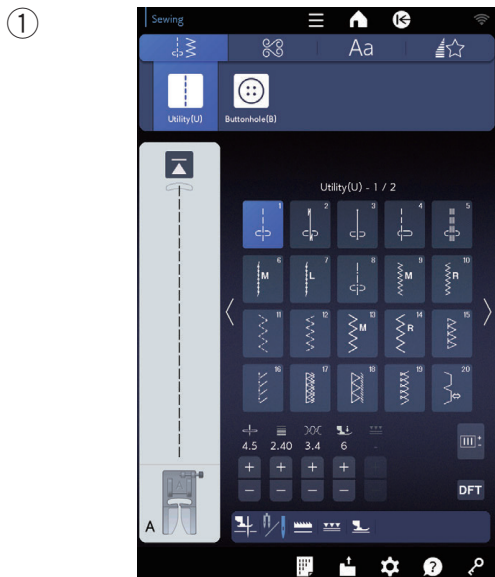 ①
Sewing
Aa
Utility(U) Buttonhole(B)
Utility(U) - 1 / 2
1 2 3 4 5
6 M 7 L 8 9 M 10 R
11 12 13 M 14 R 15
16 17 18 19 20
4.5 2.40 3.4 6 -
+ + + + +
- - - - -
DFT
A
?